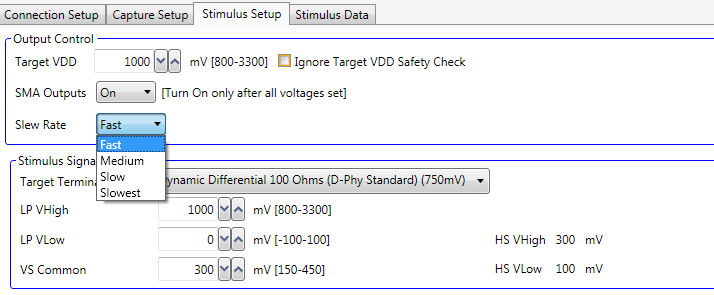 Connection Setup Capture Setup Stimulus Setup Stimulus Data
Output Control
Target VDD 1000 mV [800-3300] Ignore Target VDD Safety Check
SMA Outputs On [Turn On only after all voltages set]
Slew Rate Fast
Fast
Medium
Slow
Slowest
Stimulus Signa
Target Termina ynamic Differential 100 Ohms (D-Phy Standard) (750mV)
LP VHigh 1000 mV [800-3300]
LP VLow 0 mV [-100-100] HS VHigh 300 mV
VS Common 300 mV [150-450] HS VLow 100 mV